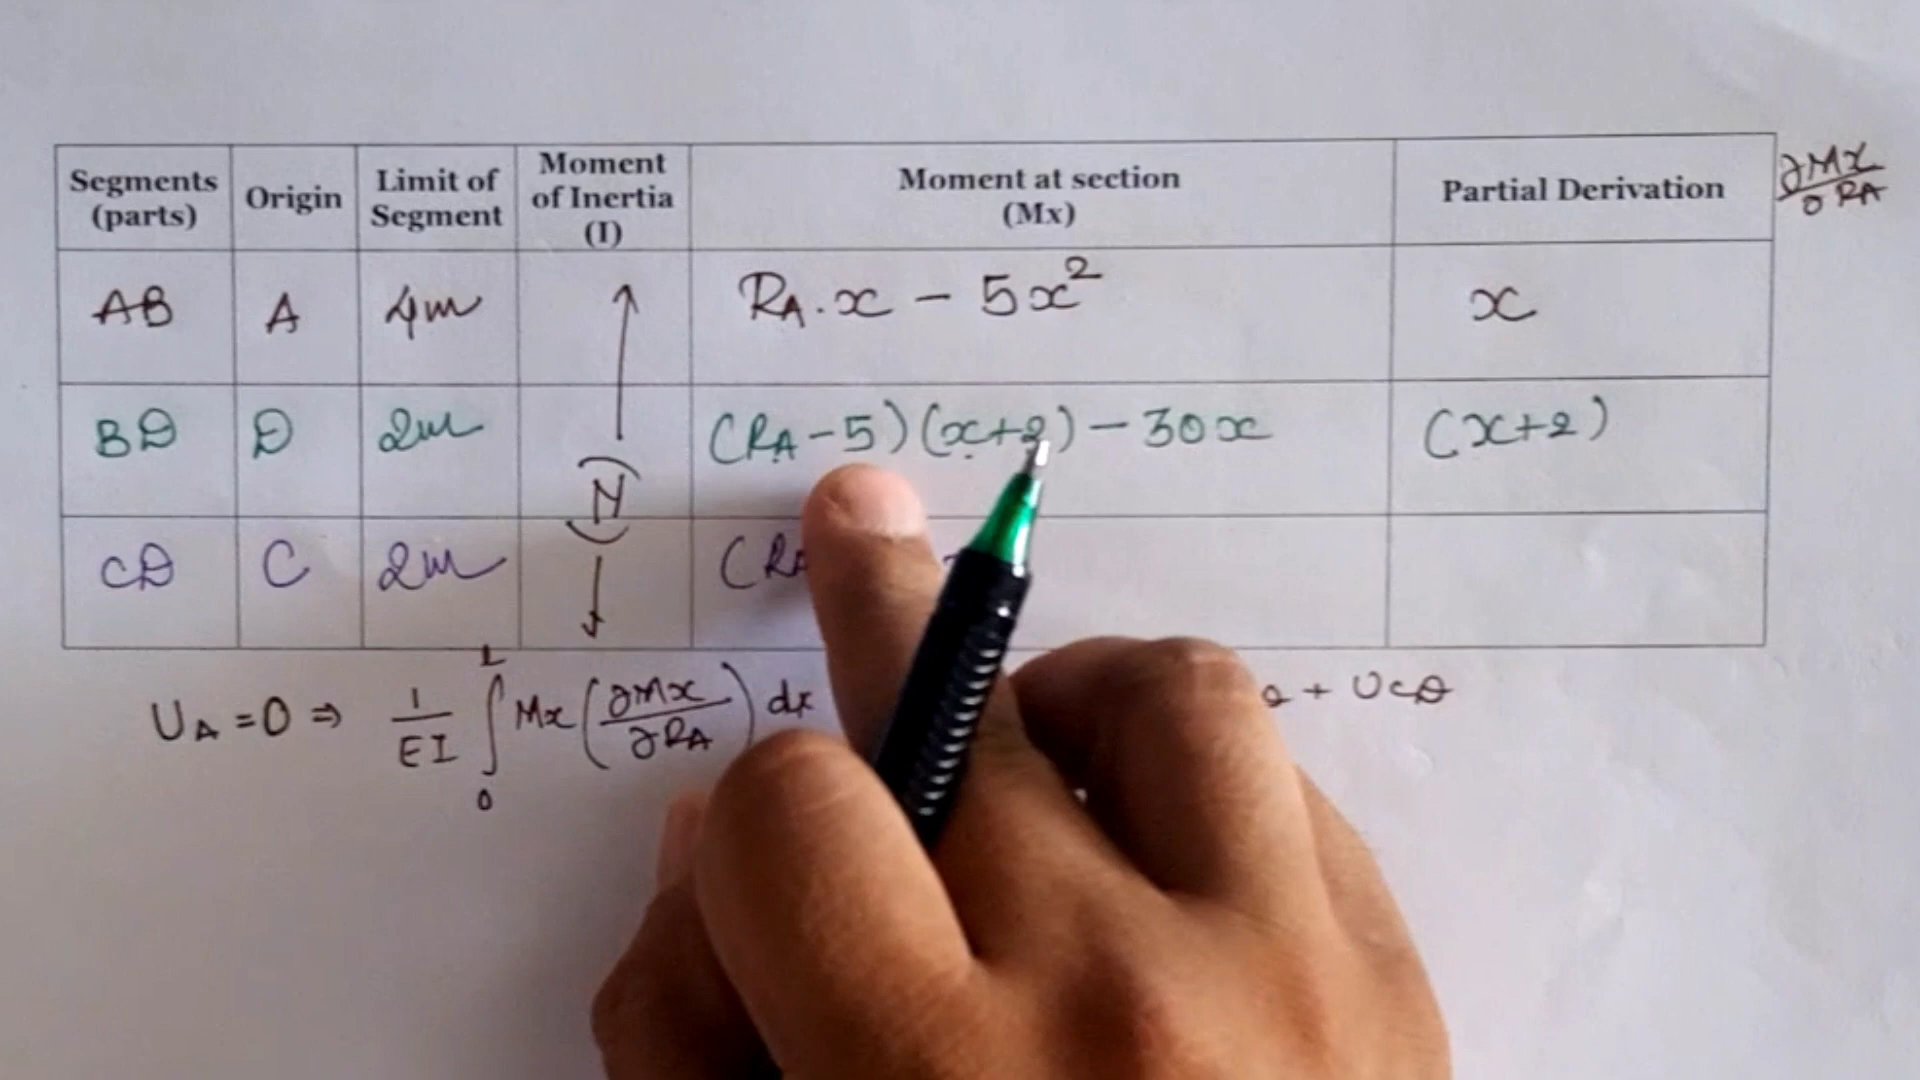 Segments (parts) | Origin | Limit of Segment | Moment of Inertia (I) | Moment at section (Mx) | Partial Derivation | ∂Mx/∂RA
AB | A | 4m | RA.x - 5x² | x
BD | D | 2m | (RA-5)(x+2) - 30x | (x+2)
CD | C | 2m | (RA
UA = 0 ⇒ 1/EI ∫₀ᴸ Mx (∂Mx/∂RA) dx + UCD